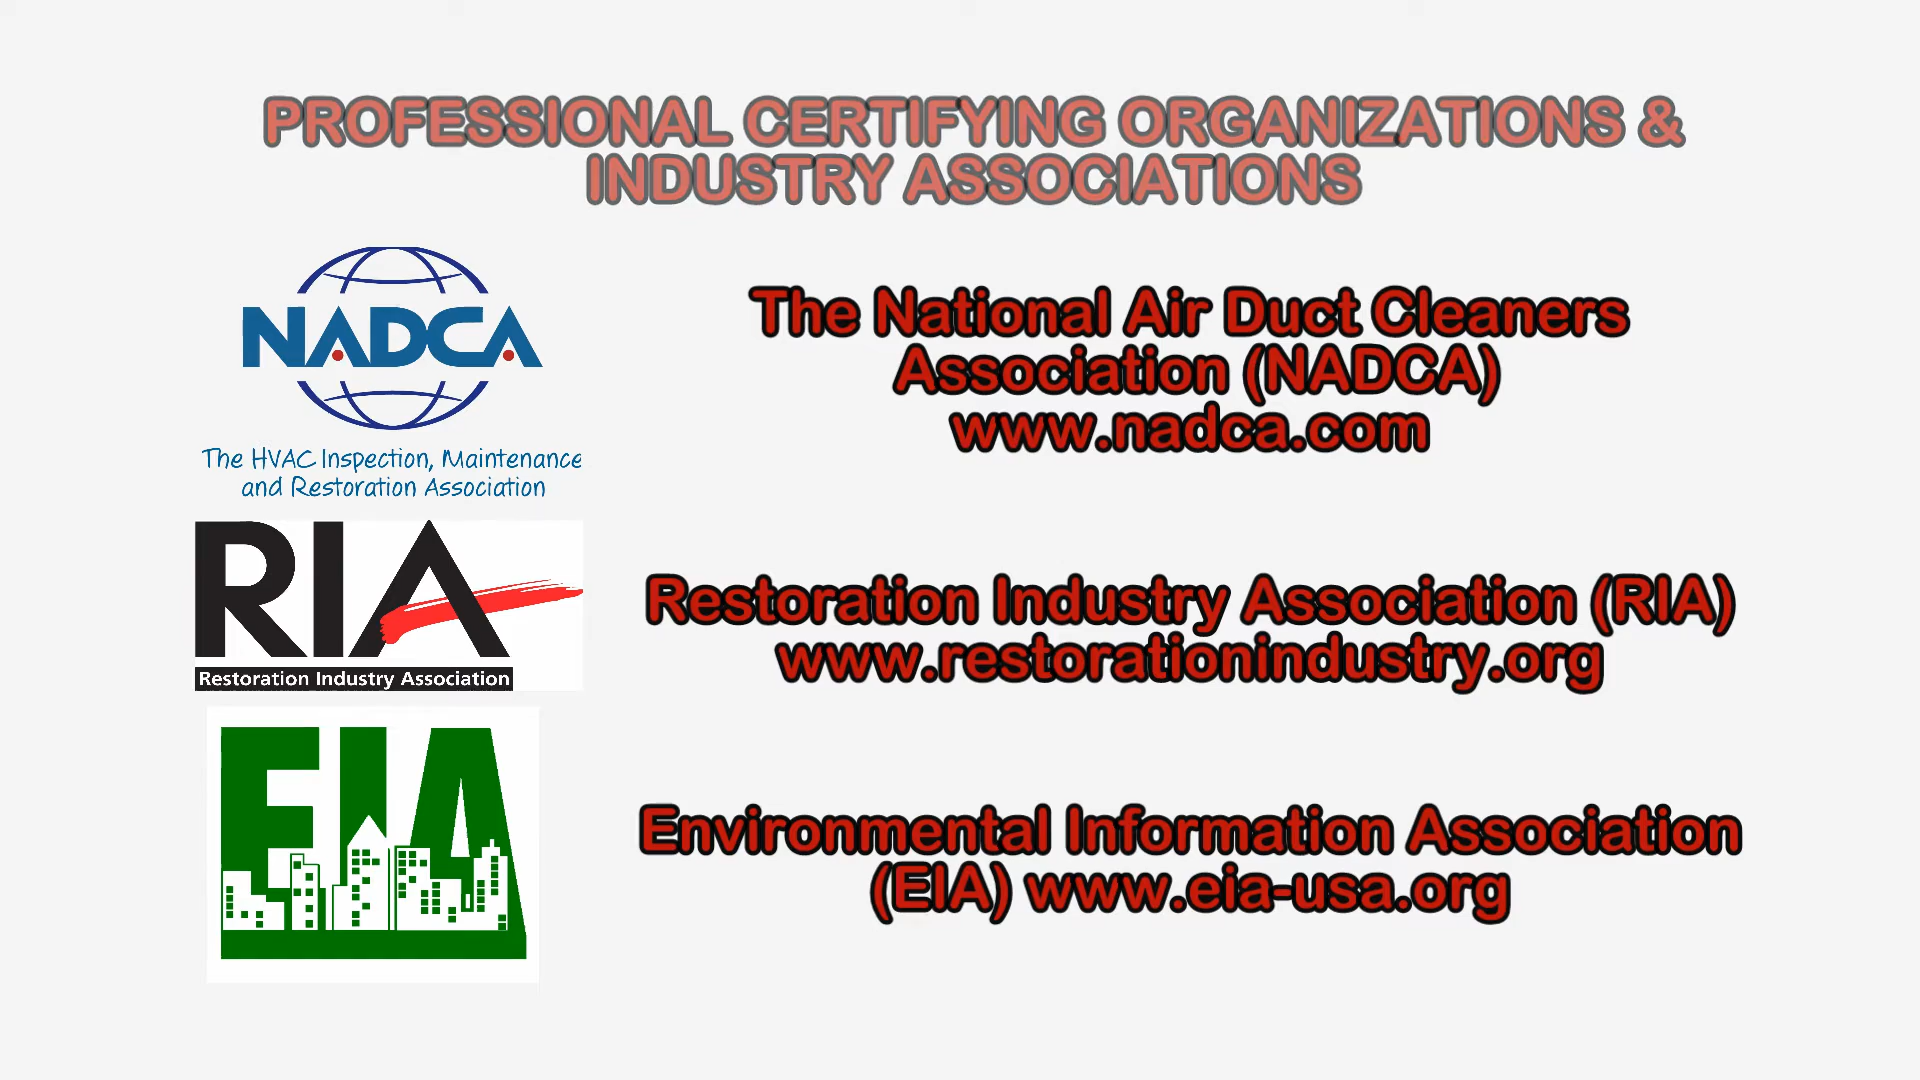 PROFESSIONAL CERTIFYING ORGANIZATIONS &
INDUSTRY ASSOCIATIONS
NADCA
The HVAC Inspection, Maintenance
and Restoration Association
The National Air Duct Cleaners
Association (NADCA)
www.nadca.com
RIA
Restoration Industry Association
Restoration Industry Association (RIA)
www.restorationindustry.org
EIA
Environmental Information Association
(EIA) www.eia-usa.org